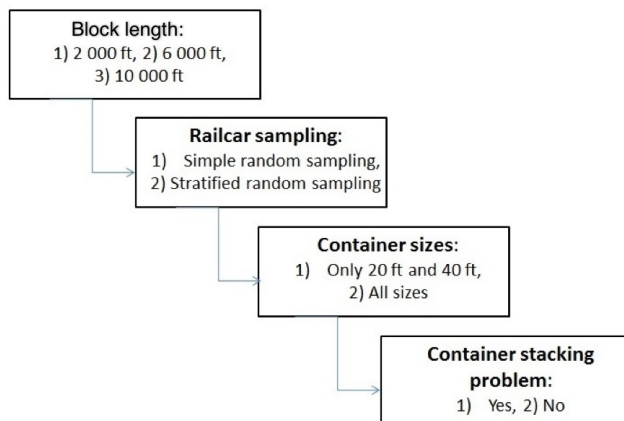 Block length:
1) 2 000 ft, 2) 6 000 ft,
3) 10 000 ft
Railcar sampling:
1) Simple random sampling,
2) Stratified random sampling
Container sizes:
1) Only 20 ft and 40 ft,
2) All sizes
Container stacking
problem:
1) Yes, 2) No